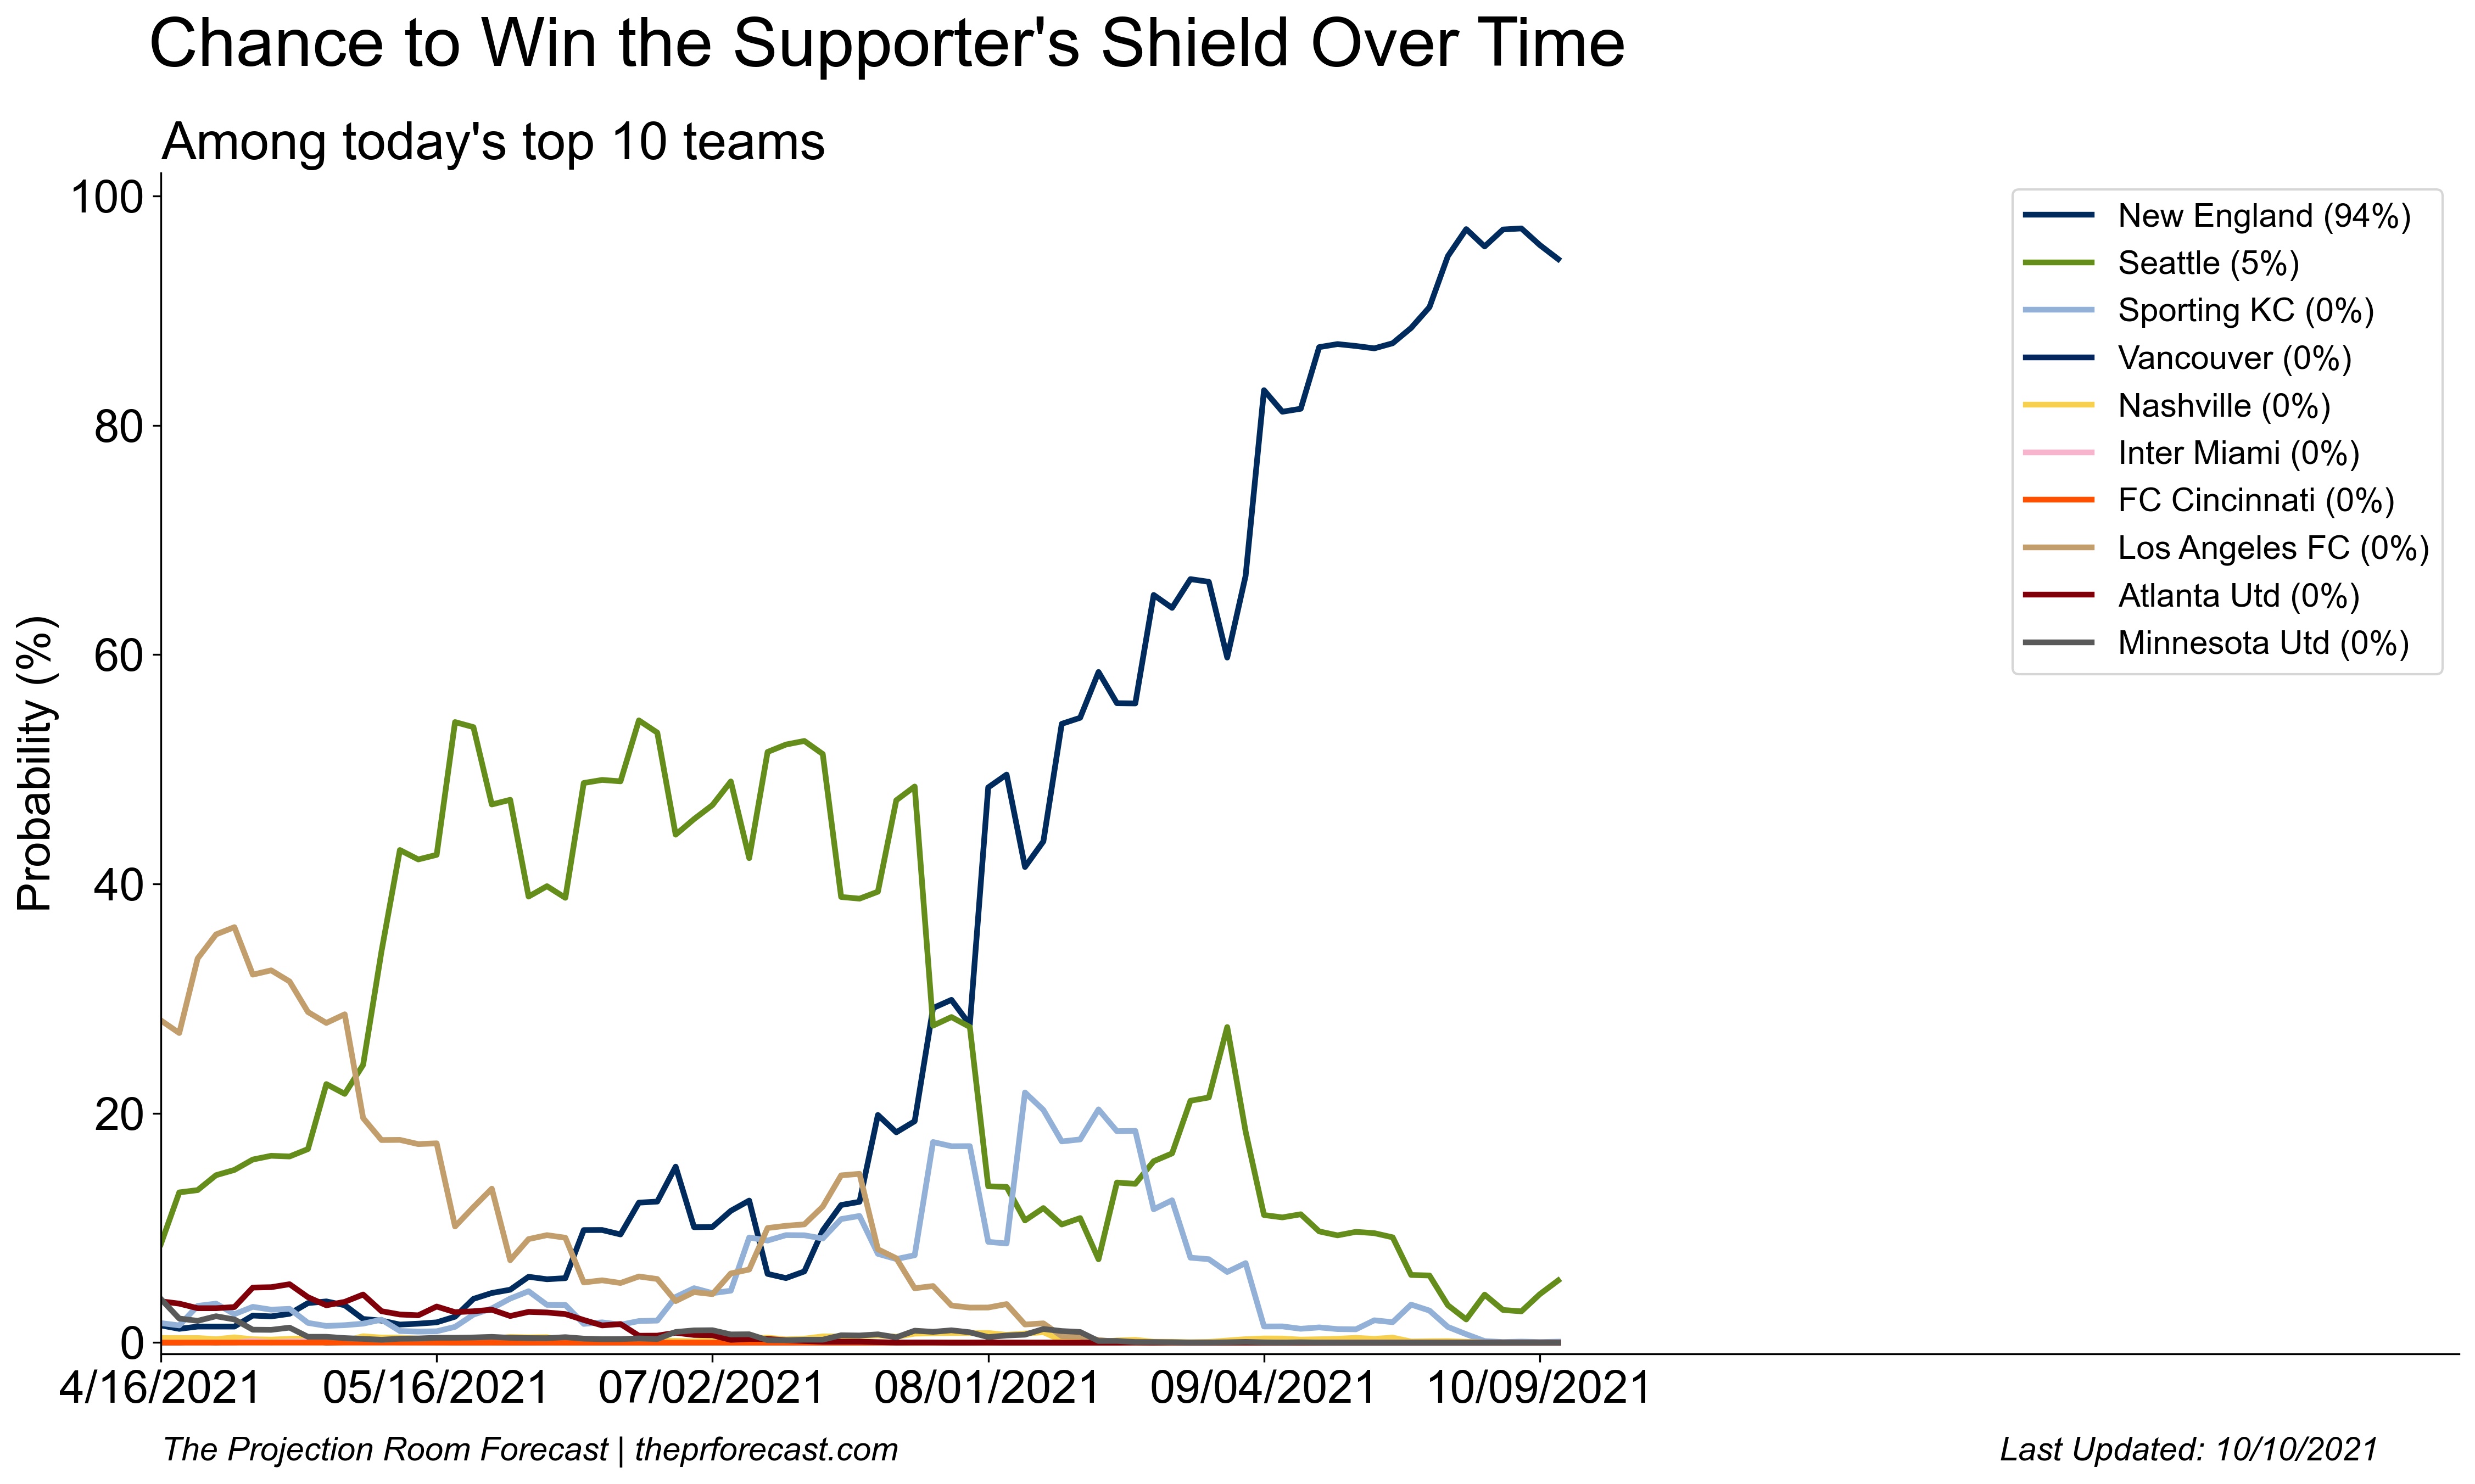 Chance to Win the Supporter's Shield Over Time
Among today's top 10 teams
Probability (%)
100
80
60
40
20
0
4/16/2021
05/16/2021
07/02/2021
08/01/2021
09/04/2021
10/09/2021
New England (94%)
Seattle (5%)
Sporting KC (0%)
Vancouver (0%)
Nashville (0%)
Inter Miami (0%)
FC Cincinnati (0%)
Los Angeles FC (0%)
Atlanta Utd (0%)
Minnesota Utd (0%)
The Projection Room Forecast | theprforecast.com
Last Updated: 10/10/2021